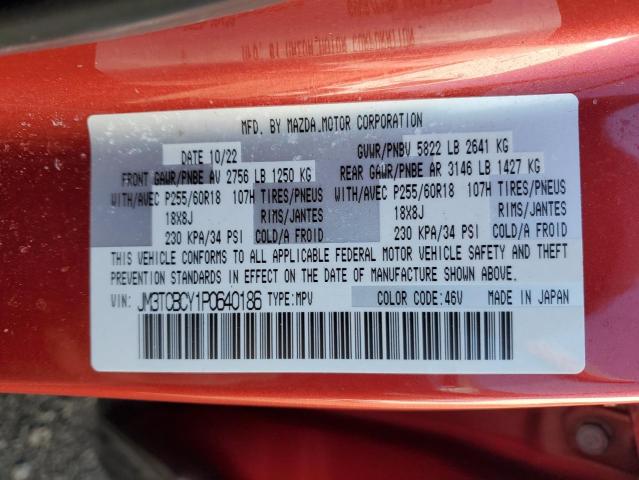 MFD. BY MAZDA MOTOR CORPORATION
DATE 10/22 GVWR/PNBV 5822 LB 2641 KG
FRONT GAWR/PNBE AV 2756 LB 1250 KG REAR GAWR/PNBE AR 3146 LB 1427 KG
WITH/AVEC P255/60R18 107H TIRES/PNEUS WITH/AVEC P255/60R18 107H TIRES/PNEUS
18X8J RIMS/JANTES 18X8J RIMS/JANTES
230 KPA/34 PSI COLD/A FROID 230 KPA/34 PSI COLD/A FROID
THIS VEHICLE CONFORMS TO ALL APPLICABLE FEDERAL MOTOR VEHICLE SAFETY AND THEFT
PREVENTION STANDARDS IN EFFECT ON THE DATE OF MANUFACTURE SHOWN ABOVE.
VIN: JM3TCBCY1P0640186 TYPE:MPV COLOR CODE:46V MADE IN JAPAN